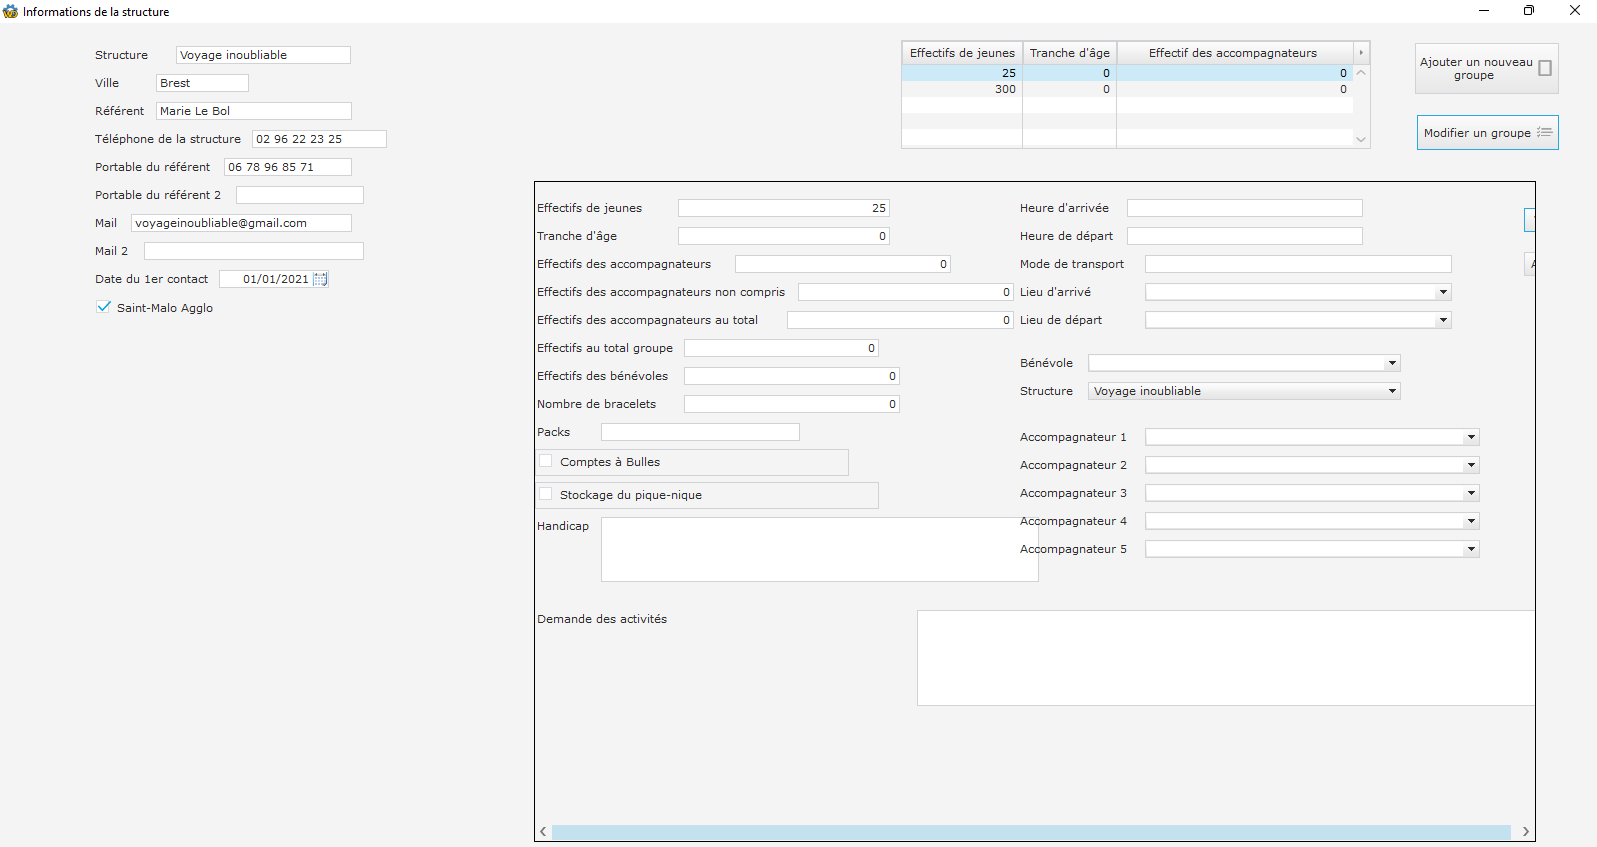 Informations de la structure
Structure Voyage inoubliable
Ville Brest
Référent Marie Le Bol
Téléphone de la structure 02 96 22 23 25
Portable du référent 06 78 96 85 71
Portable du référent 2
Mail voyageinoubliable@gmail.com
Mail 2
Date du 1er contact 01/01/2021
Saint-Malo Agglo
Effectifs de jeunes Tranche d'âge Effectif des accompagnateurs
25 0 0
300 0 0
Ajouter un nouveau
groupe
Modifier un groupe
Effectifs de jeunes 25
Tranche d'âge 0
Effectifs des accompagnateurs 0
Effectifs des accompagnateurs non compris 0
Effectifs des accompagnateurs au total 0
Effectifs au total groupe 0
Effectifs des bénévoles 0
Nombre de bracelets 0
Packs
Comptes à Bulles
Stockage du pique-nique
Handicap
Demande des activités
Heure d'arrivée
Heure de départ
Mode de transport
Lieu d'arrivé
Lieu de départ
Bénévole
Structure Voyage inoubliable
Accompagnateur 1
Accompagnateur 2
Accompagnateur 3
Accompagnateur 4
Accompagnateur 5